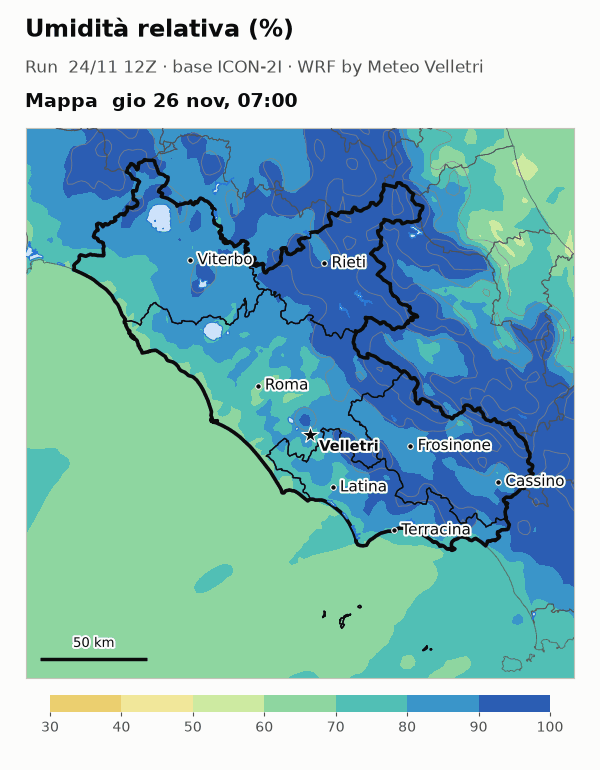 Umidità relativa (%)
Run  24/11 12Z · base ICON-2I · WRF by Meteo Velletri
Mappa  gio 26 nov, 07:00
Viterbo
Rieti
Roma
Velletri
Frosinone
Latina
Cassino
Terracina
50 km
30 40 50 60 70 80 90 100